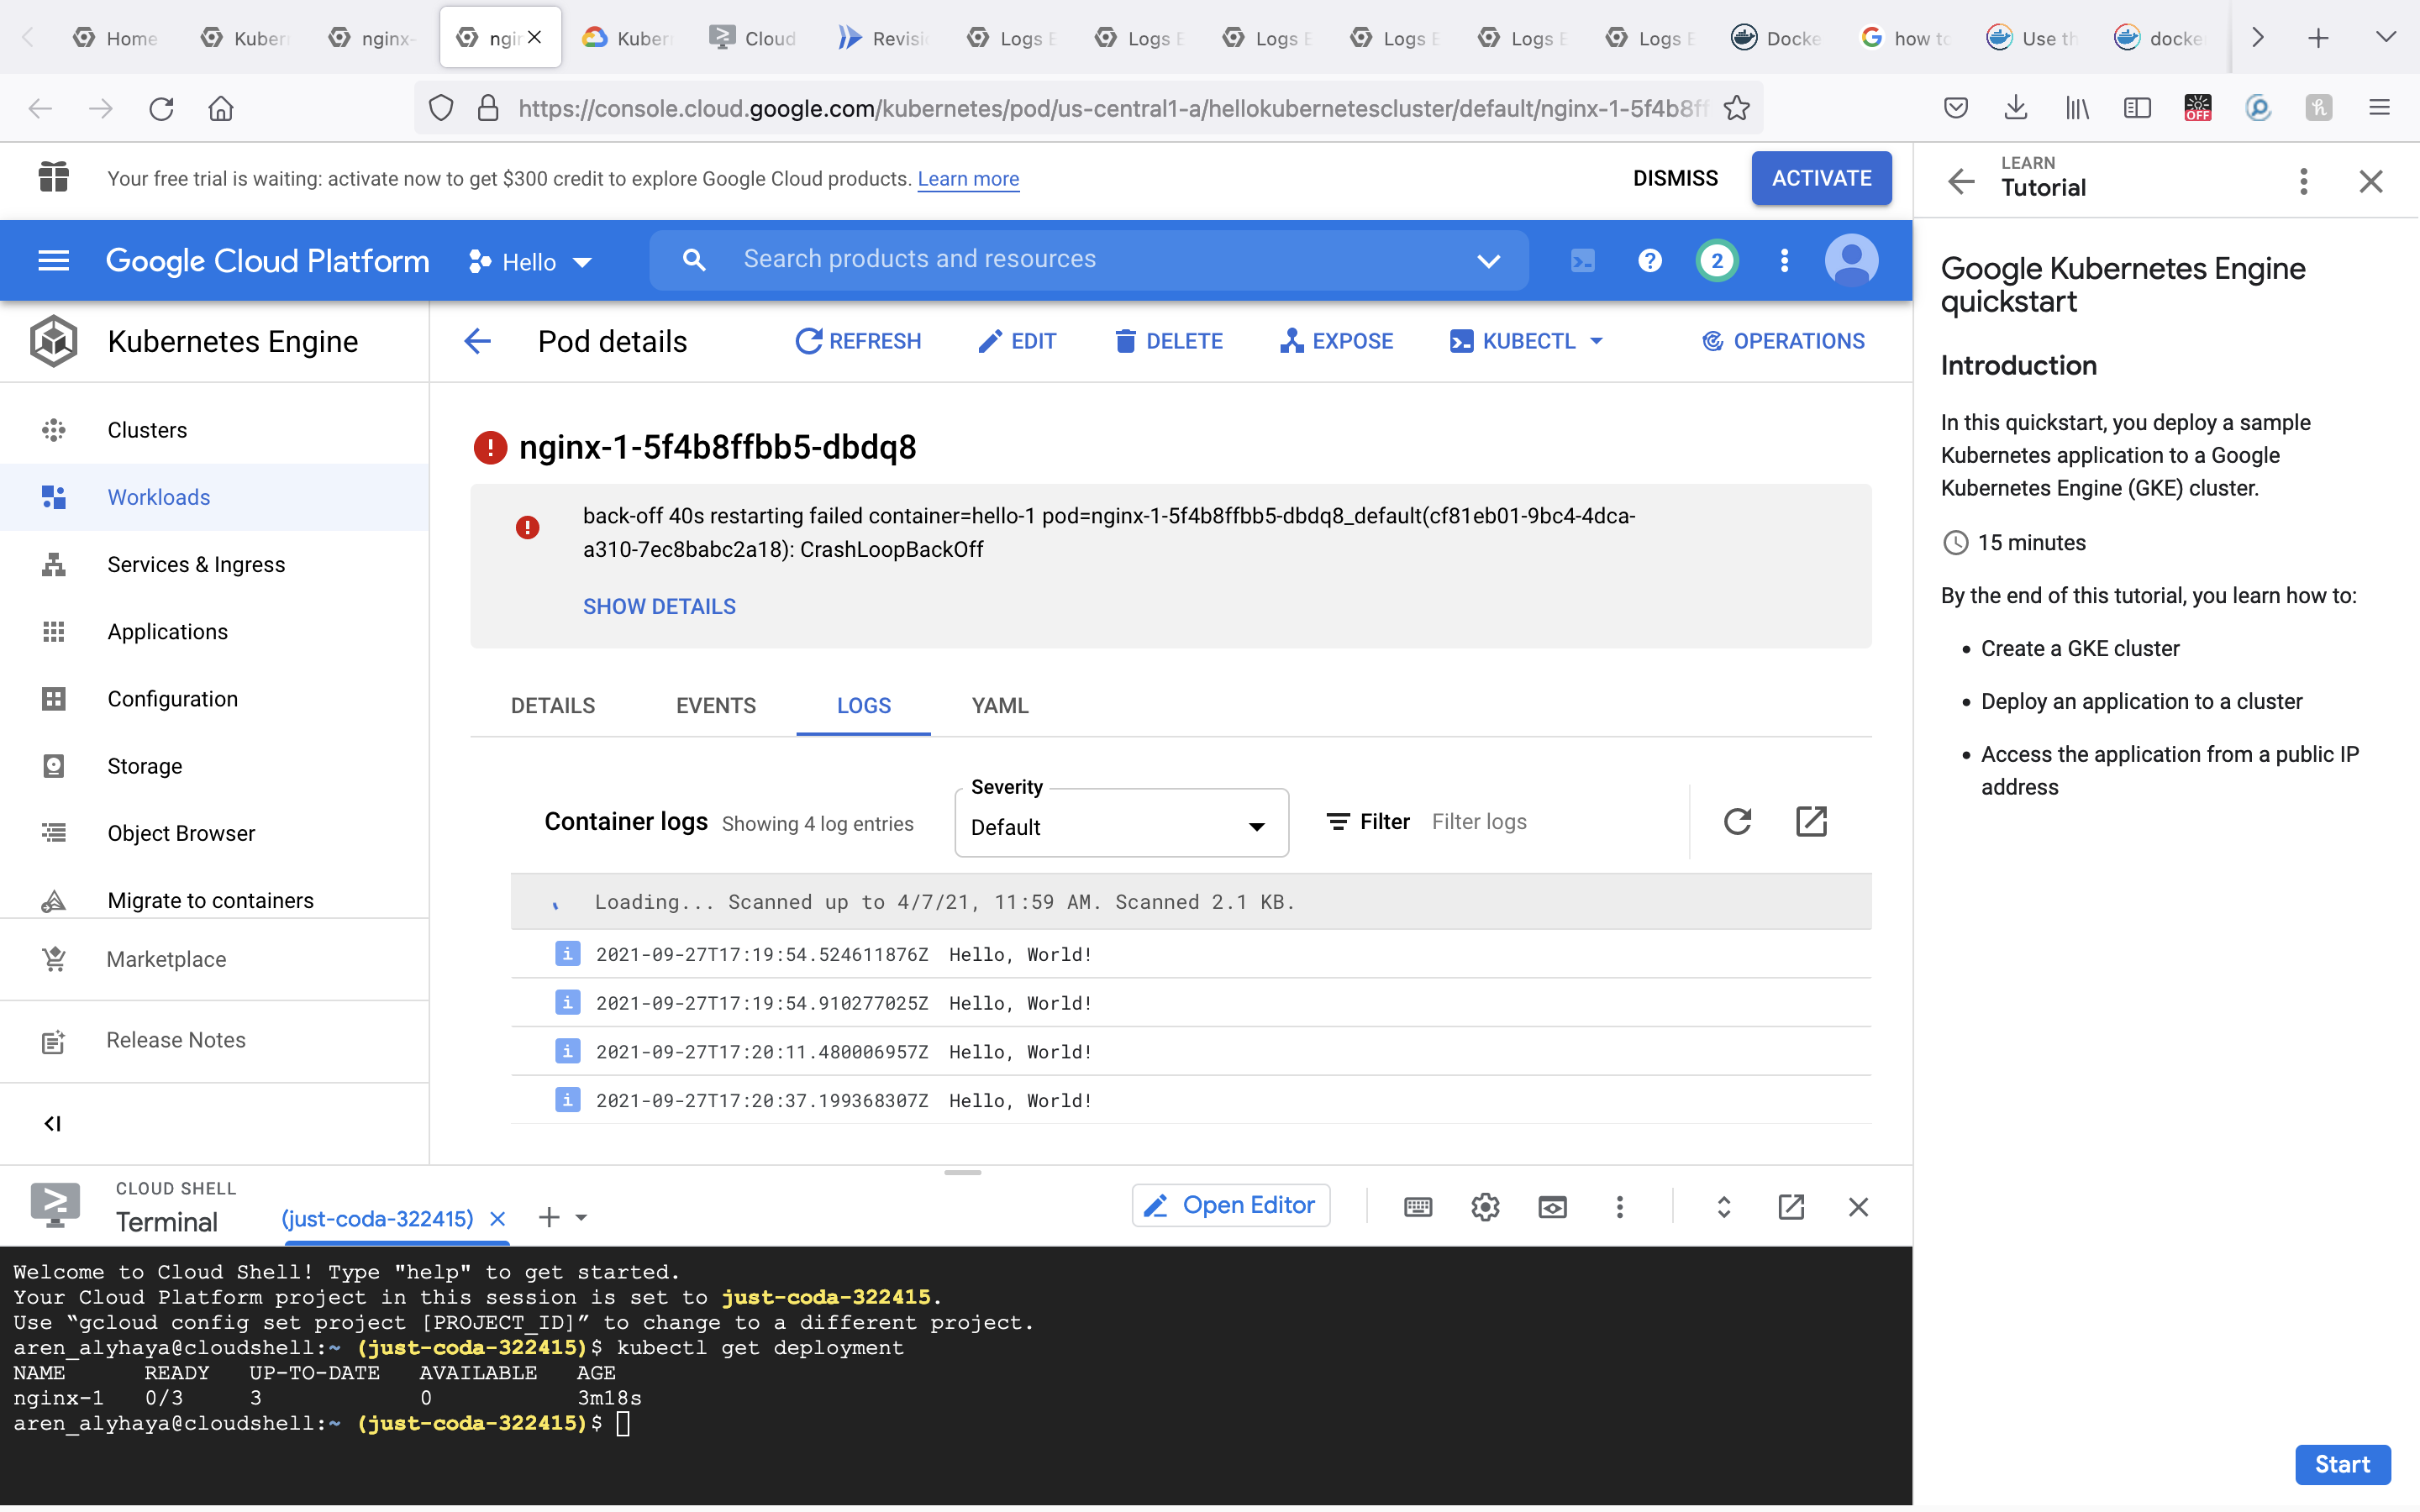 Home
Kubern
nginx-
ngin
Kubern
Cloud
Revisi
Logs E
Logs E
Logs E
Logs E
Logs E
Logs E
Docke
how to
Use th
docke
https://console.cloud.google.com/kubernetes/pod/us-central1-a/hellokubernetescluster/default/nginx-1-5f4b8ff
OFF
Your free trial is waiting: activate now to get $300 credit to explore Google Cloud products. Learn more
DISMISS
ACTIVATE
Google Cloud Platform
Hello
Search products and resources
2
Kubernetes Engine
Clusters
Workloads
Services & Ingress
Applications
Configuration
Storage
Object Browser
Migrate to containers
Marketplace
Release Notes
Pod details
REFRESH
EDIT
DELETE
EXPOSE
KUBECTL
OPERATIONS
nginx-1-5f4b8ffbb5-dbdq8
back-off 40s restarting failed container=hello-1 pod=nginx-1-5f4b8ffbb5-dbdq8_default(cf81eb01-9bc4-4dca-
a310-7ec8babc2a18): CrashLoopBackOff
SHOW DETAILS
DETAILS
EVENTS
LOGS
YAML
Container logs
Showing 4 log entries
Severity
Default
Filter
Filter logs
Loading... Scanned up to 4/7/21, 11:59 AM. Scanned 2.1 KB.
2021-09-27T17:19:54.524611876Z Hello, World!
2021-09-27T17:19:54.910277025Z Hello, World!
2021-09-27T17:20:11.480006957Z Hello, World!
2021-09-27T17:20:37.199368307Z Hello, World!
LEARN
Tutorial
Google Kubernetes Engine
quickstart
Introduction
In this quickstart, you deploy a sample
Kubernetes application to a Google
Kubernetes Engine (GKE) cluster.
15 minutes
By the end of this tutorial, you learn how to:
Create a GKE cluster
Deploy an application to a cluster
Access the application from a public IP
address
Start
CLOUD SHELL
Terminal
(just-coda-322415)
Open Editor
Welcome to Cloud Shell! Type "help" to get started.
Your Cloud Platform project in this session is set to just-coda-322415.
Use “gcloud config set project [PROJECT_ID]” to change to a different project.
aren_alyhaya@cloudshell:~ (just-coda-322415)$ kubectl get deployment
NAME READY UP-TO-DATE AVAILABLE AGE
nginx-1 0/3 3 0 3m18s
aren_alyhaya@cloudshell:~ (just-coda-322415)$